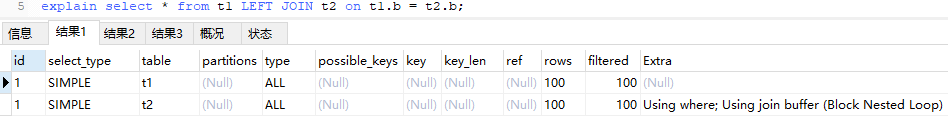 5 explain select * from t1 LEFT JOIN t2 on t1.b = t2.b;
信息 结果1 结果2 结果3 概况 状态
id select_type table partitions type possible_keys key key_len ref rows filtered Extra
1 SIMPLE t1 (Null) ALL (Null) (Null) (Null) (Null) 100 100 (Null)
1 SIMPLE t2 (Null) ALL (Null) (Null) (Null) (Null) 100 100 Using where; Using join buffer (Block Nested Loop)